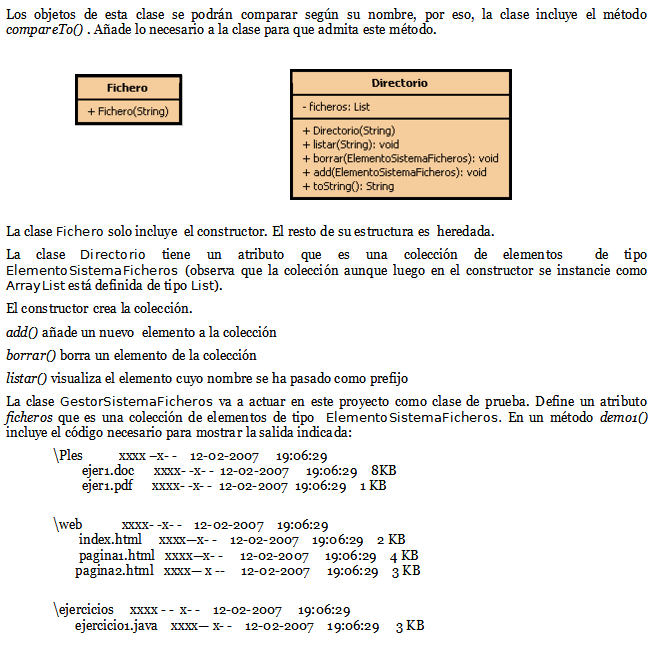 Los objetos de esta clase se podrán comparar según su nombre, por eso, la clase incluye el método
compareTo() . Añade lo necesario a la clase para que admita este método.
Fichero
+ Fichero(String)
Directorio
- ficheros: List
+ Directorio(String)
+ listar(String): void
+ borrar(ElementoSistemaFicheros): void
+ add(ElementoSistemaFicheros): void
+ toString(): String
La clase Fichero solo incluye el constructor. El resto de su estructura es heredada.
La clase Directorio tiene un atributo que es una colección de elementos de tipo
ElementoSistemaFicheros (observa que la colección aunque luego en el constructor se instancie como
ArrayList está definida de tipo List).
El constructor crea la colección.
add() añade un nuevo elemento a la colección
borrar() borra un elemento de la colección
listar() visualiza el elemento cuyo nombre se ha pasado como prefijo
La clase GestorSistemaFicheros va a actuar en este proyecto como clase de prueba. Define un atributo
ficheros que es una colección de elementos de tipo ElementoSistemaFicheros. En un método demo1()
incluye el código necesario para mostrar la salida indicada:
\Ples xxxx –x- - 12-02-2007 19:06:29
ejer1.doc xxxx- -x- - 12-02-2007 19:06:29 8KB
ejer1.pdf xxxx- -x- - 12-02-2007 19:06:29 1 KB
\web xxxx- -x- - 12-02-2007 19:06:29
index.html xxxx—x- - 12-02-2007 19:06:29 2 KB
pagina1.html xxxx—x- - 12-02-2007 19:06:29 4 KB
pagina2.html xxxx— x -- 12-02-2007 19:06:29 3 KB
\ejercicios xxxx - - x- - 12-02-2007 19:06:29
ejercicio1.java xxxx— x- - 12-02-2007 19:06:29 3 KB